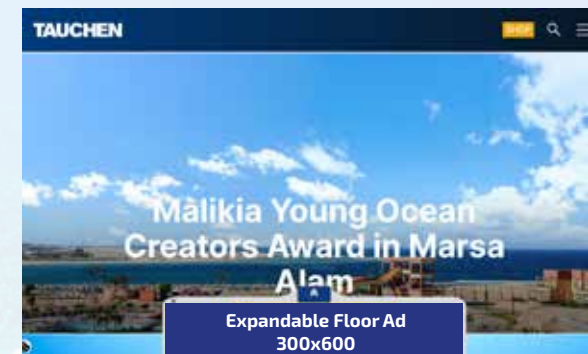 TAUCHEN
SHOP
Malikia Young Ocean
Creators Award in Marsa
Alam
Expandable Floor Ad
300x600